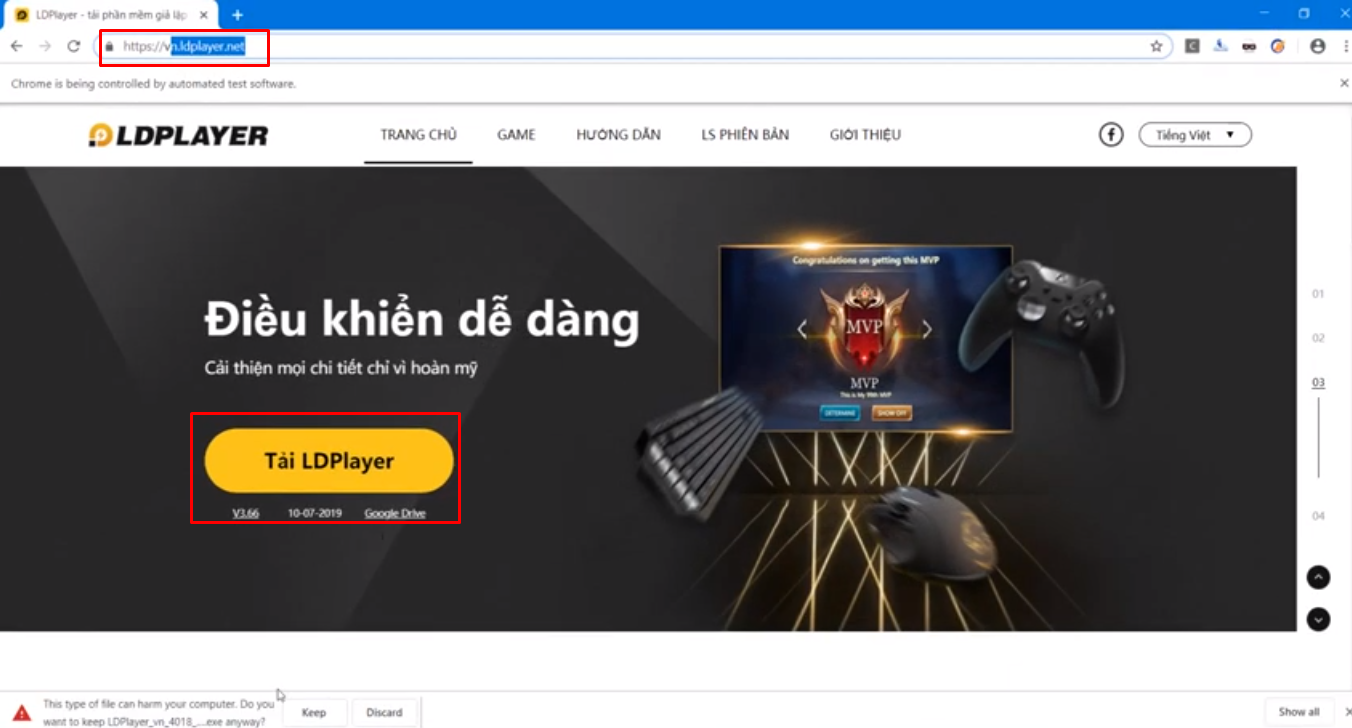 LDPlayer - tải phần mềm giả lập
https://vn.ldplayer.net
Chrome is being controlled by automated test software.
LDPLAYER
TRANG CHỦ GAME HƯỚNG DẪN LS PHIÊN BẢN GIỚI THIỆU
Tiếng Việt
Congratulations on getting this MVP
MVP
MVP
This is My 99th MVP
DETERMINE SHOW OFF
Điều khiển dễ dàng
Cải thiện mọi chi tiết chỉ vì hoàn mỹ
Tải LDPlayer
V3.66 10-07-2019 Google Drive
01
02
03
04
This type of file can harm your computer. Do you
want to keep LDPlayer_vn_4018_....exe anyway?
Keep Discard
Show all